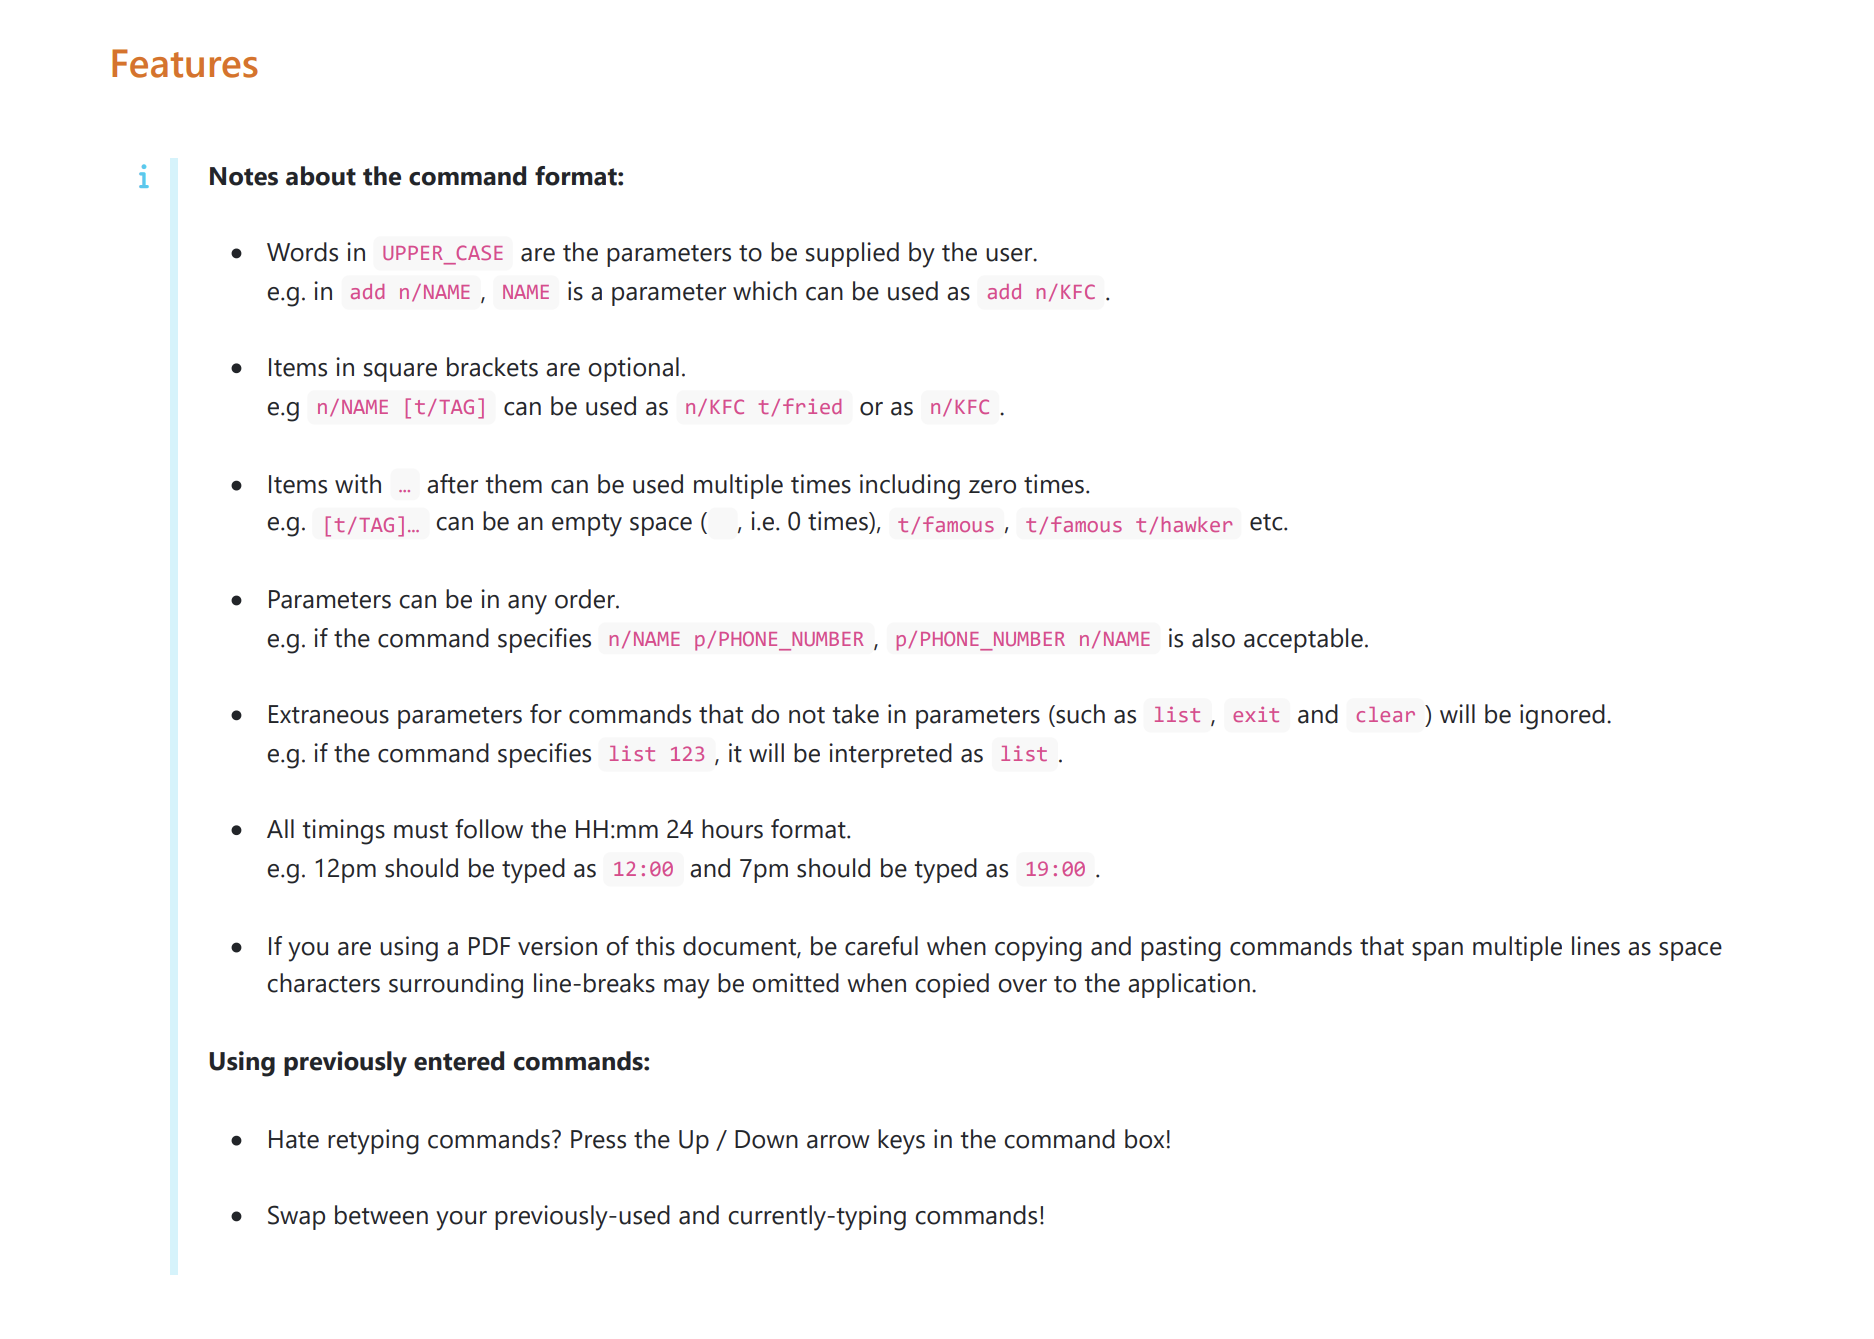 Features
i
Notes about the command format:
Words in UPPER_CASE are the parameters to be supplied by the user.
e.g. in add n/NAME, NAME is a parameter which can be used as add n/KFC.
Items in square brackets are optional.
e.g n/NAME [t/TAG] can be used as n/KFC t/fried or as n/KFC.
Items with … after them can be used multiple times including zero times.
e.g. [t/TAG]… can be an empty space ( , i.e. 0 times), t/famous, t/famous t/hawker etc.
Parameters can be in any order.
e.g. if the command specifies n/NAME p/PHONE_NUMBER, p/PHONE_NUMBER n/NAME is also acceptable.
Extraneous parameters for commands that do not take in parameters (such as list, exit and clear) will be ignored.
e.g. if the command specifies list 123, it will be interpreted as list.
All timings must follow the HH:mm 24 hours format.
e.g. 12pm should be typed as 12:00 and 7pm should be typed as 19:00.
If you are using a PDF version of this document, be careful when copying and pasting commands that span multiple lines as space
characters surrounding line-breaks may be omitted when copied over to the application.
Using previously entered commands:
Hate retyping commands? Press the Up / Down arrow keys in the command box!
Swap between your previously-used and currently-typing commands!